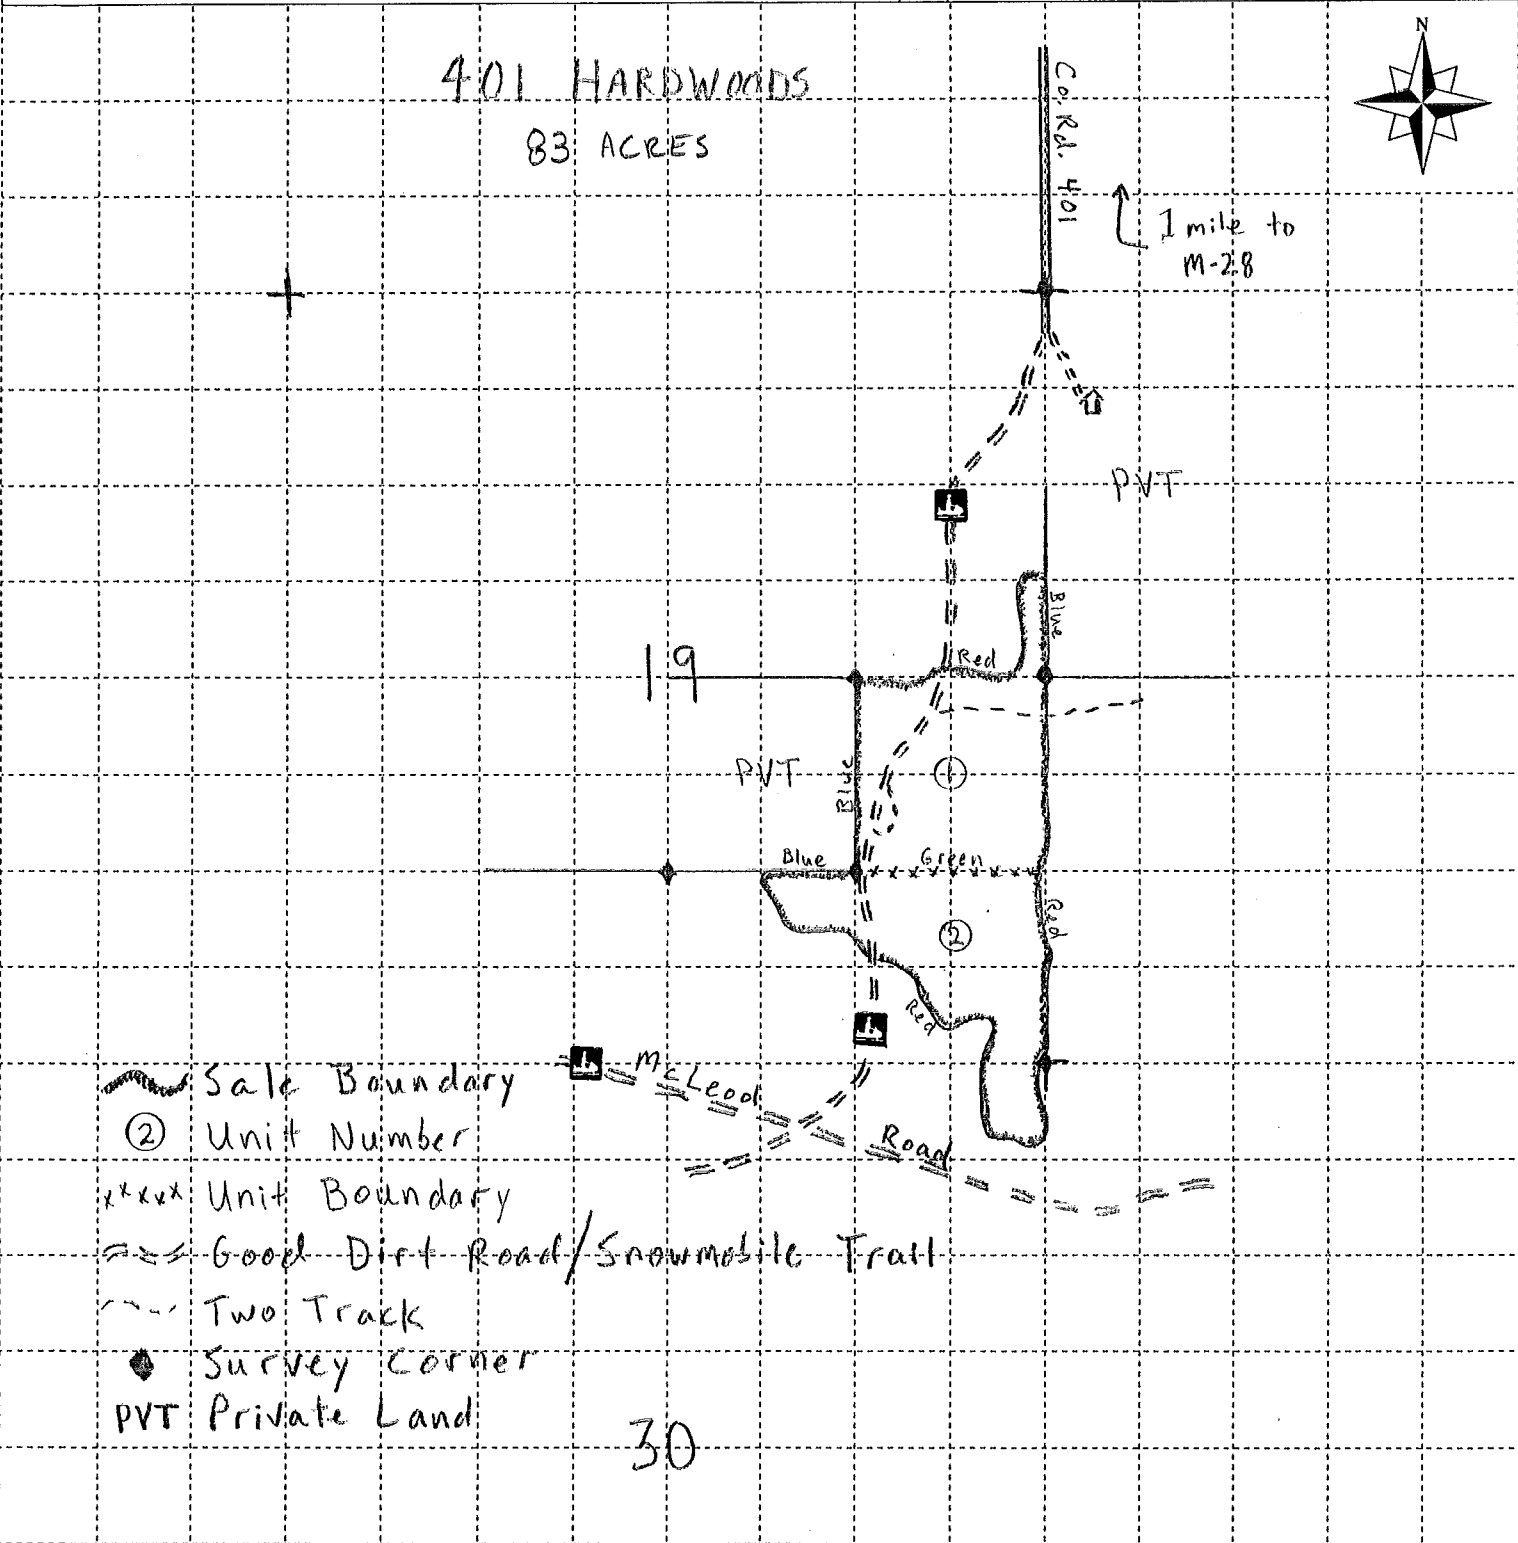 401 HARDWOODS
83 ACRES
N
Co. Rd. 401
1 mile to
M-28
PVT
Blue
Red
19
PVT
Blue
1
Blue
Green
Red
2
Red
McLeod
Road
Sale Boundary
2 Unit Number
xxxxx Unit Boundary
Good Dirt Road/Snowmobile Trail
Two Track
Survey Corner
PVT Private Land
30